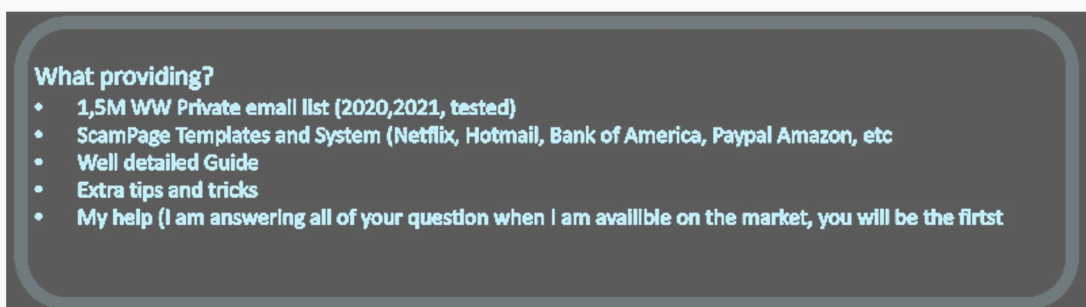 What providing?
• 1,5M WW Private email list (2020,2021, tested)
• ScamPage Templates and System (Netflix, Hotmail, Bank of America, Paypal Amazon, etc
• Well detailed Guide
• Extra tips and tricks
• My help (I am answering all of your question when I am availible on the market, you will be the firtst